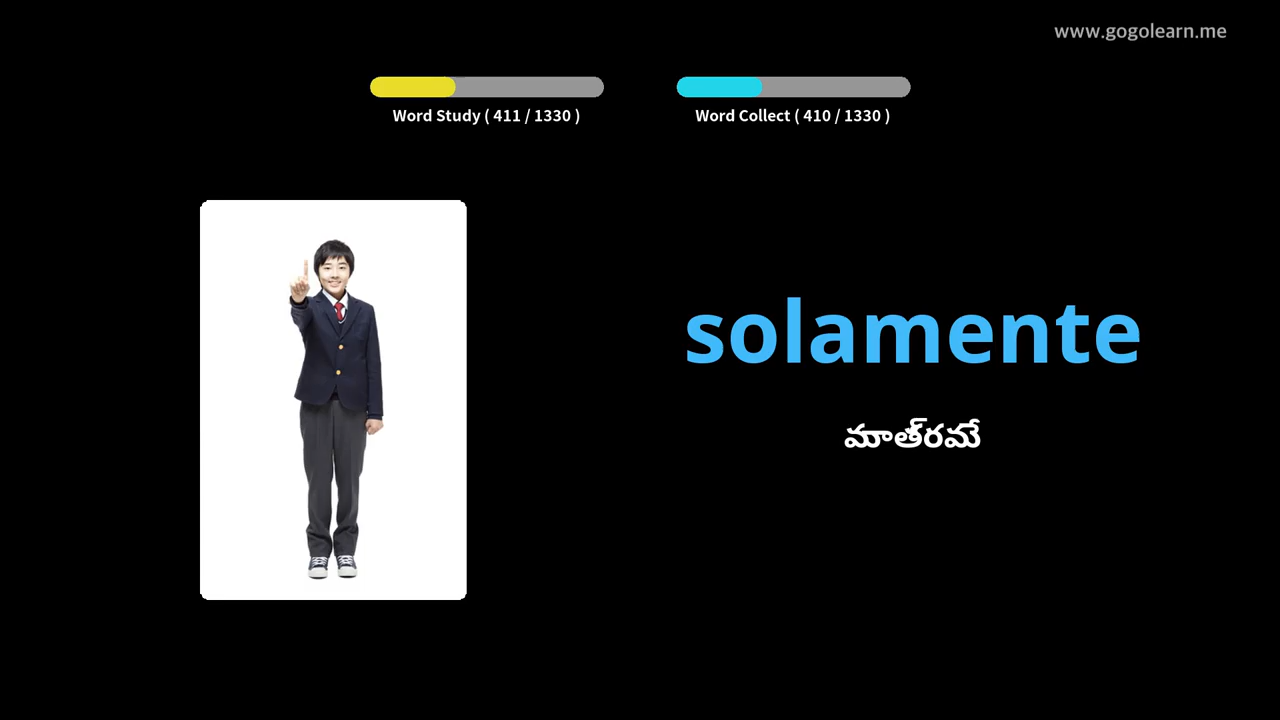 www.gogolearn.me
Word Study ( 411 / 1330 )
Word Collect ( 410 / 1330 )
solamente
మాత్రమే